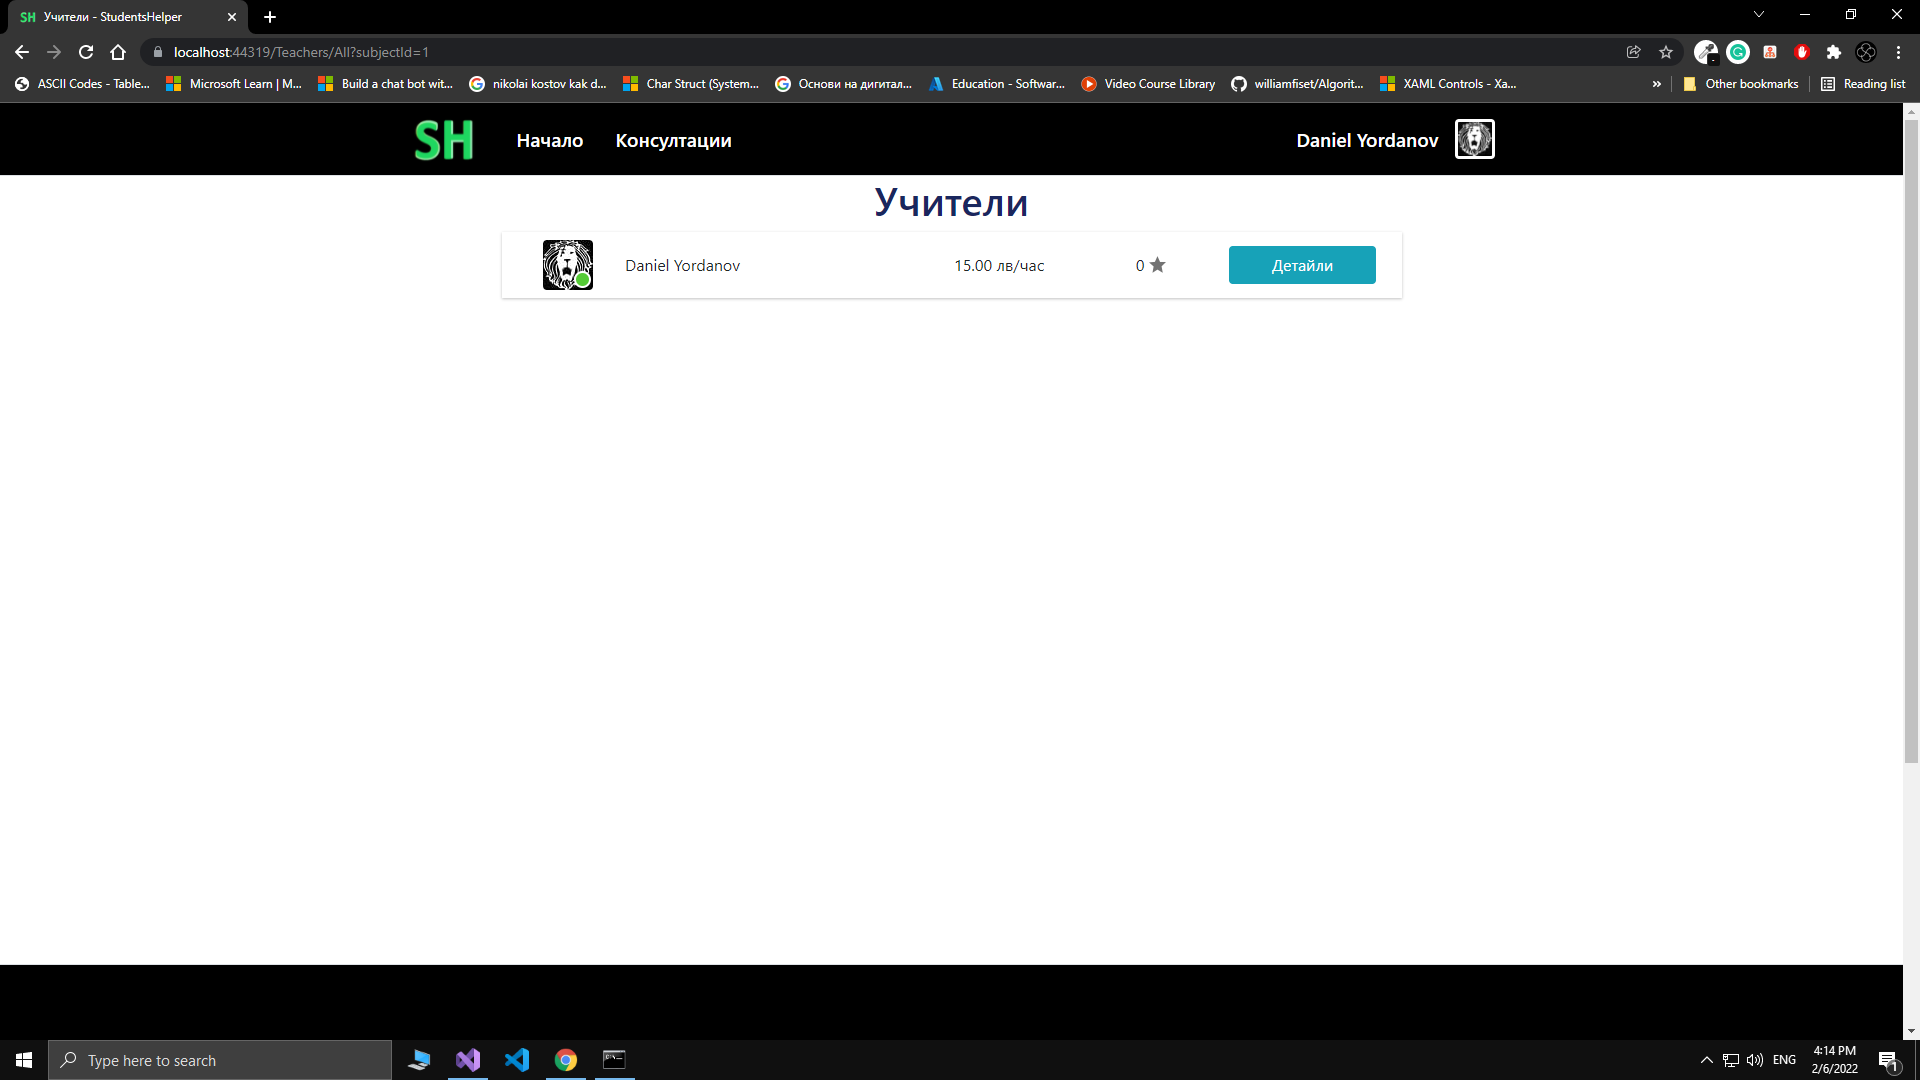 SH Учители - StudentsHelper
localhost:44319/Teachers/All?subjectId=1
ASCII Codes - Table... Microsoft Learn | M... Build a chat bot wit... nikolai kostov kak d... Char Struct (System... Основи на дигитал... Education - Softwar... Video Course Library williamfiset/Algorit... XAML Controls - Xa... » Other bookmarks Reading list
SH Начало Консултации Daniel Yordanov
Учители
Daniel Yordanov 15.00 лв/час 0 Детайли
Type here to search
ENG
4:14 PM
2/6/2022
1